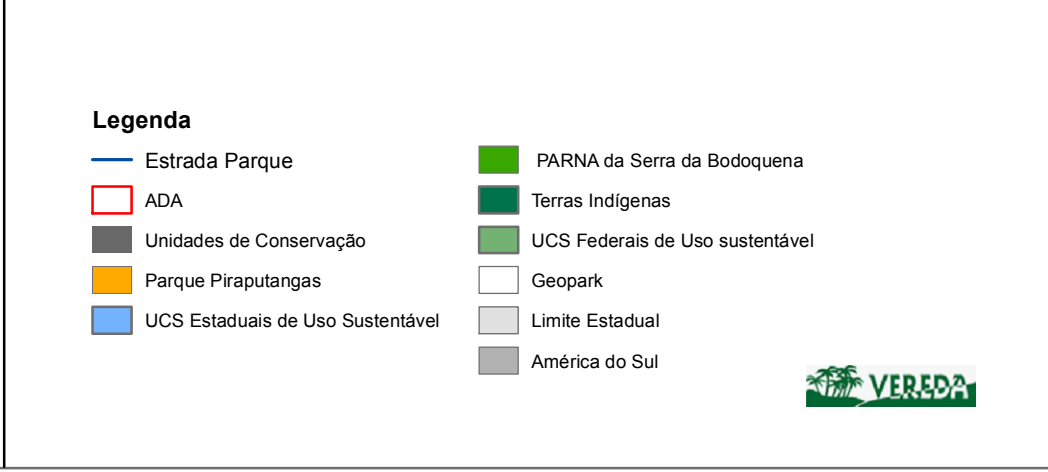 Legenda
Estrada Parque
ADA
Unidades de Conservação
Parque Piraputangas
UCS Estaduais de Uso Sustentável
PARNA da Serra da Bodoquena
Terras Indígenas
UCS Federais de Uso sustentável
Geopark
Limite Estadual
América do Sul
VEREDA